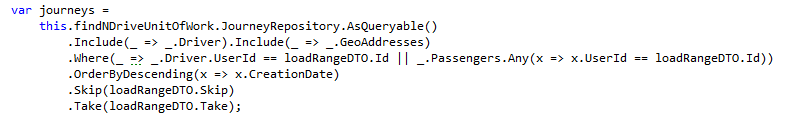 var journeys =
this.findNDriveUnitOfWork.JourneyRepository.AsQueryable()
.Include(_ => _.Driver).Include(_ => _.GeoAddresses)
.Where(_ => _.Driver.UserId == loadRangeDTO.Id || _.Passengers.Any(x => x.UserId == loadRangeDTO.Id))
.OrderByDescending(x => x.CreationDate)
.Skip(loadRangeDTO.Skip)
.Take(loadRangeDTO.Take);